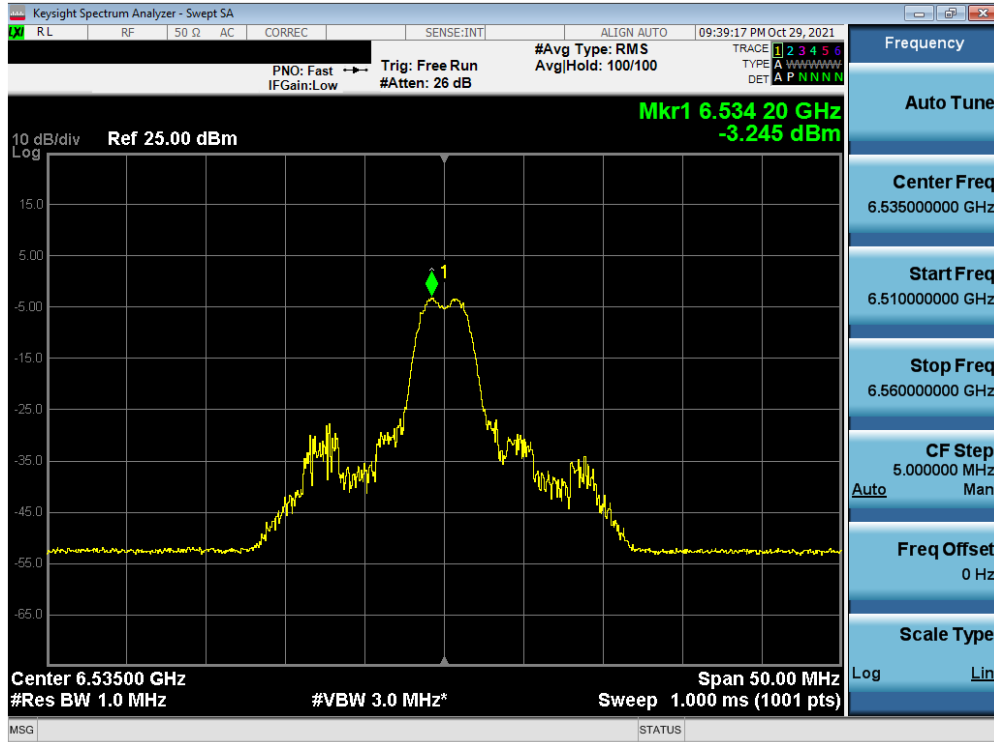 Keysight Spectrum Analyzer - Swept SA
LXI RL RF 50 Ω AC CORREC SENSE:INT ALIGN AUTO 09:39:17 PM Oct 29, 2021
PNO: Fast
IFGain:Low
Trig: Free Run
#Atten: 26 dB
#Avg Type: RMS
Avg|Hold: 100/100
TRACE 1 2 3 4 5 6
TYPE A WWWWW
DET A P N N N N
Mkr1 6.534 20 GHz
-3.245 dBm
10 dB/div Ref 25.00 dBm
Log
15.0
5.00
-5.00
-15.0
-25.0
-35.0
-45.0
-55.0
-65.0
1
Center 6.53500 GHz Span 50.00 MHz
#Res BW 1.0 MHz #VBW 3.0 MHz* Sweep 1.000 ms (1001 pts)
MSG STATUS
Frequency
Auto Tune
Center Freq
6.535000000 GHz
Start Freq
6.510000000 GHz
Stop Freq
6.560000000 GHz
CF Step
5.000000 MHz
Auto Man
Freq Offset
0 Hz
Scale Type
Log Lin